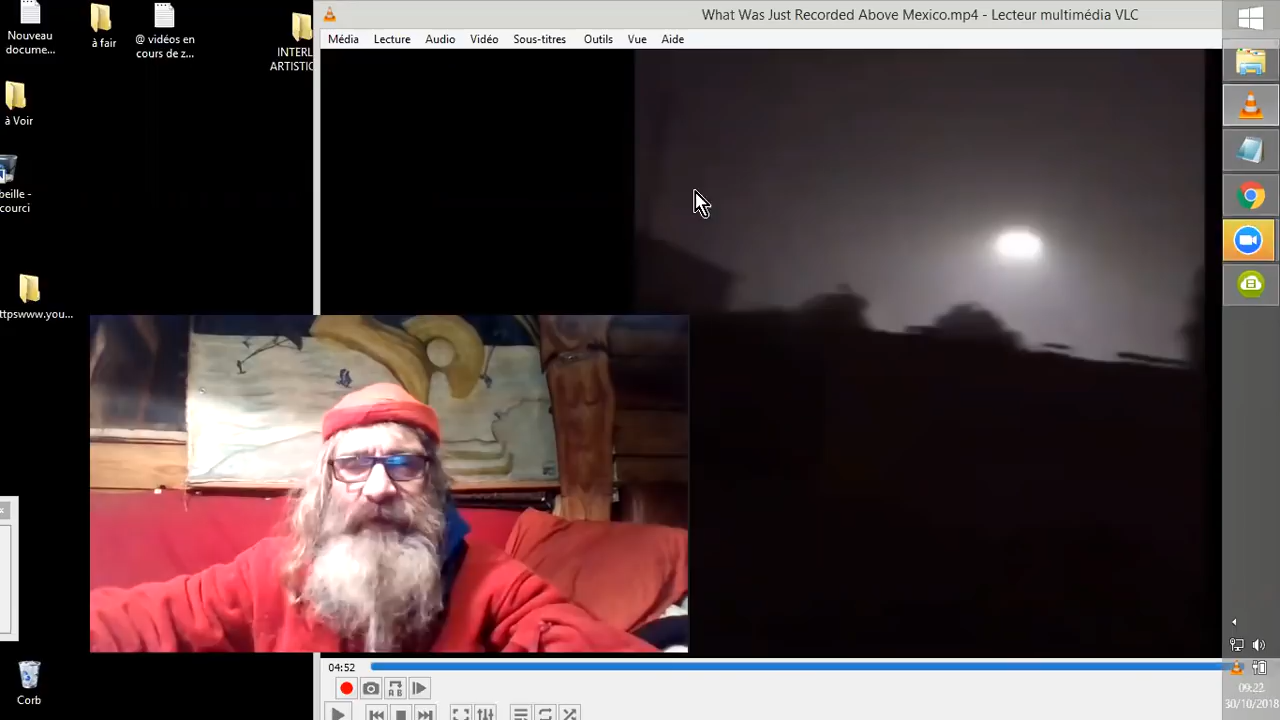 What Was Just Recorded Above Mexico.mp4 - Lecteur multimédia VLC
Média Lecture Audio Vidéo Sous-titres Outils Vue Aide
Nouveau
docume...
à fair
@ vidéos en
cours de z...
INTERL
ARTISTIC
à Voir
beille -
courci
ttpswww.you...
Corb
04:52
A B
09:22
30/10/2018